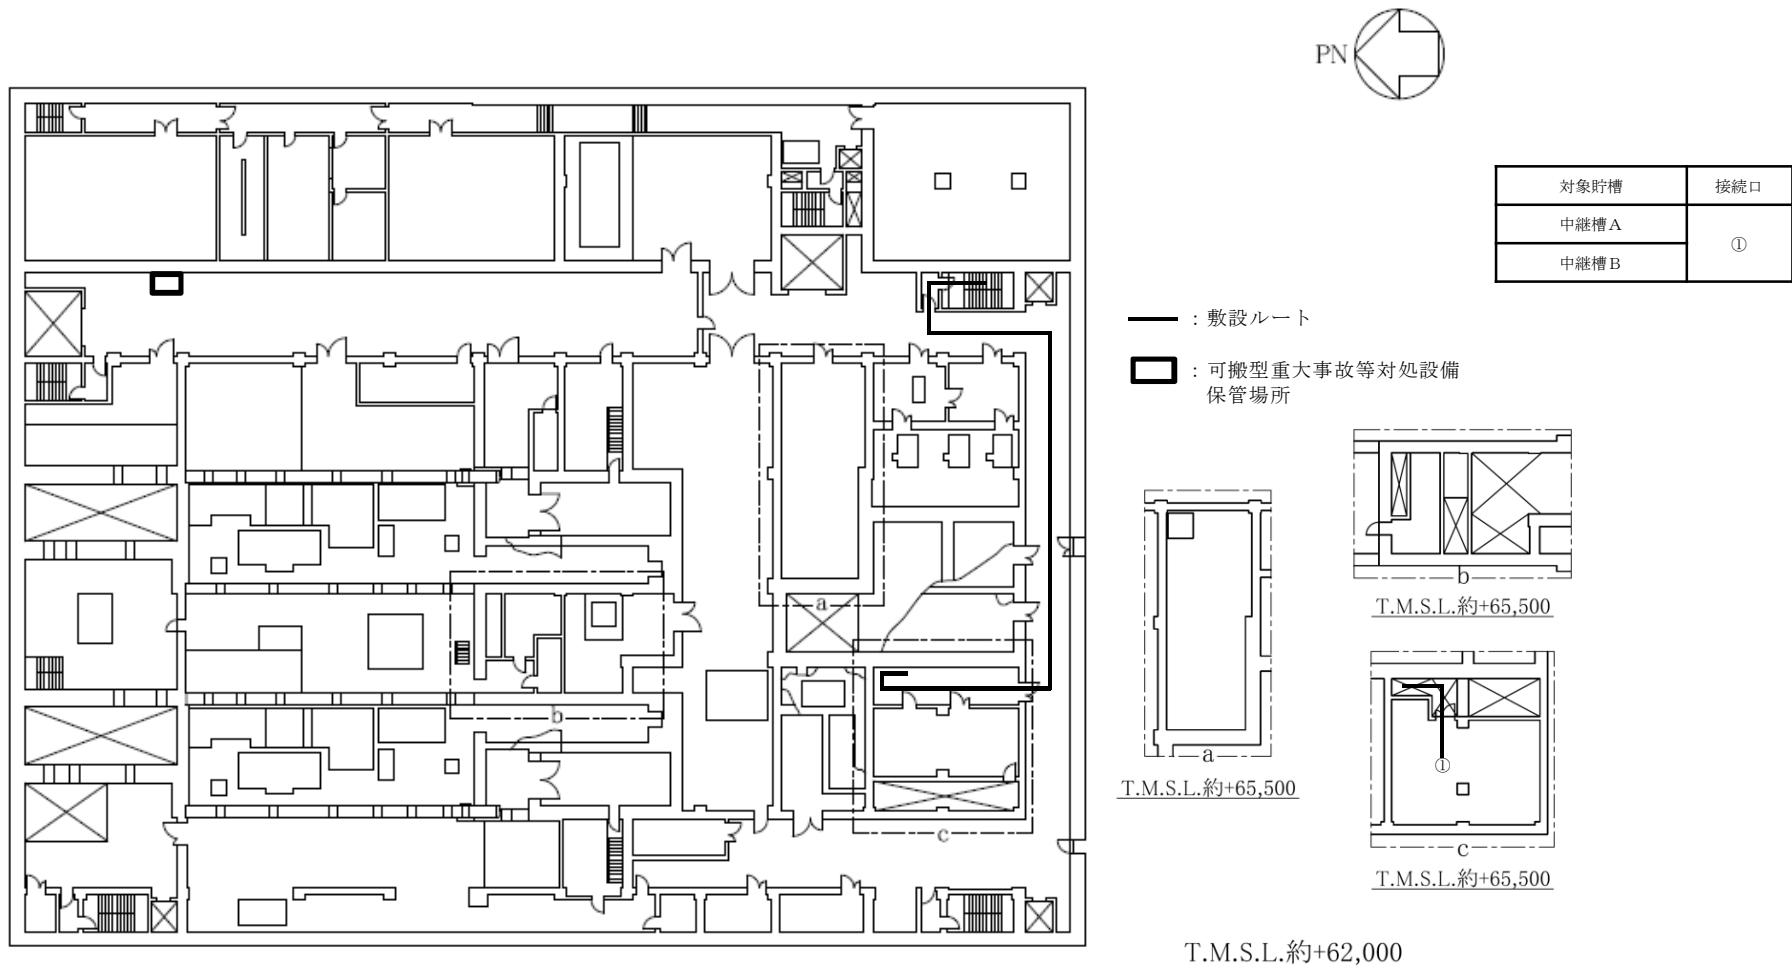 PN
対象貯槽 接続口
中継槽A
①
中継槽B
：敷設ルート
：可搬型重大事故等対処設備
保管場所
b
T.M.S.L.約+65,500
a
T.M.S.L.約+65,500
①
c
T.M.S.L.約+65,500
a
b
c
T.M.S.L.約+62,000